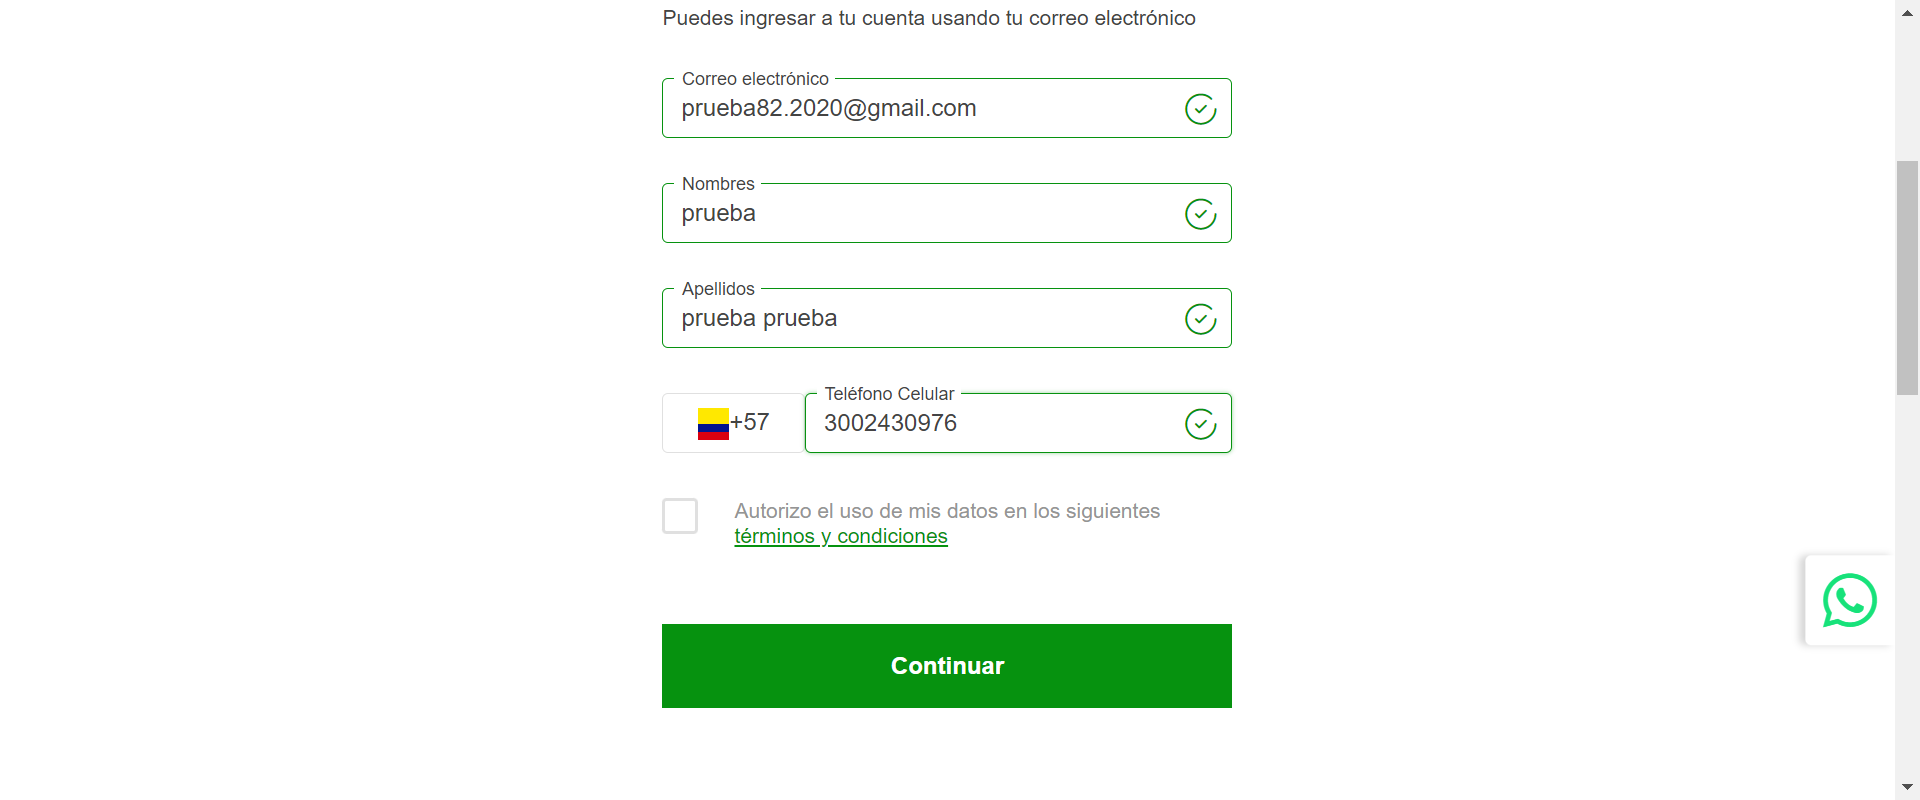 Puedes ingresar a tu cuenta usando tu correo electrónico
Correo electrónico
prueba82.2020@gmail.com
Nombres
prueba
Apellidos
prueba prueba
+57
Teléfono Celular
3002430976
Autorizo el uso de mis datos en los siguientes
términos y condiciones
Continuar